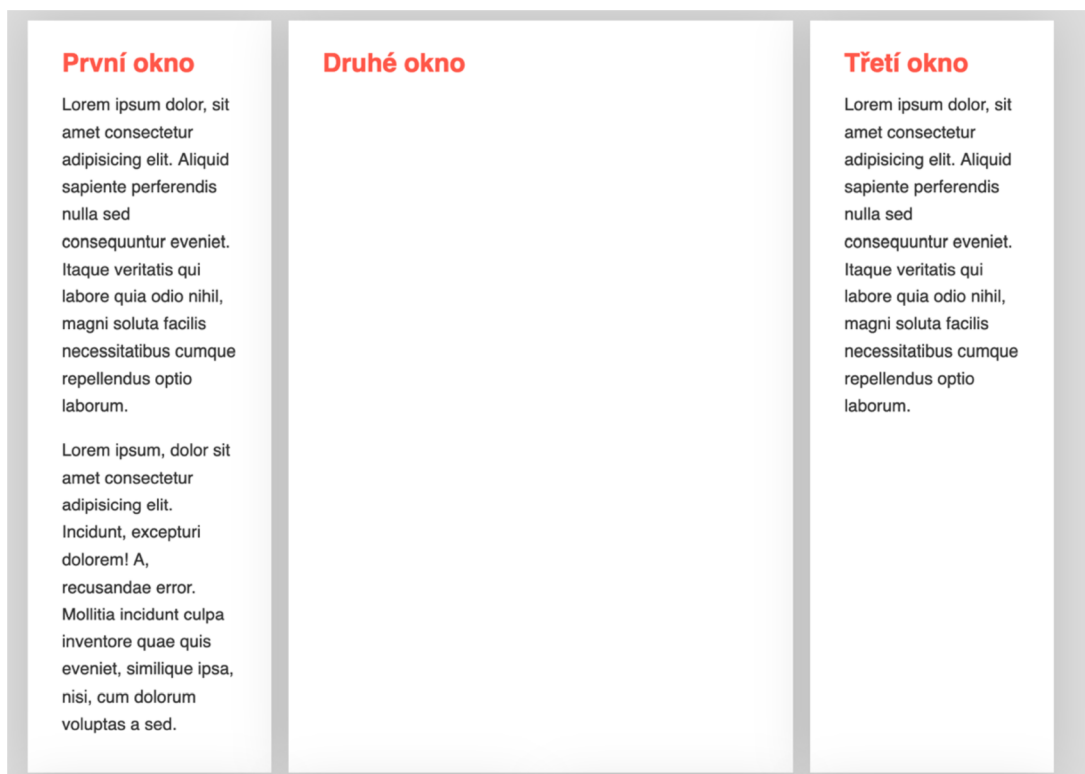 První okno
Lorem ipsum dolor, sit
amet consectetur
adipisicing elit. Aliquid
sapiente perferendis
nulla sed
consequuntur eveniet.
Itaque veritatis qui
labore quia odio nihil,
magni soluta facilis
necessitatibus cumque
repellendus optio
laborum.
Lorem ipsum, dolor sit
amet consectetur
adipisicing elit.
Incidunt, excepturi
dolorem! A,
recusandae error.
Mollitia incidunt culpa
inventore quae quis
eveniet, similique ipsa,
nisi, cum dolorum
voluptas a sed.
Druhé okno
Třetí okno
Lorem ipsum dolor, sit
amet consectetur
adipisicing elit. Aliquid
sapiente perferendis
nulla sed
consequuntur eveniet.
Itaque veritatis qui
labore quia odio nihil,
magni soluta facilis
necessitatibus cumque
repellendus optio
laborum.